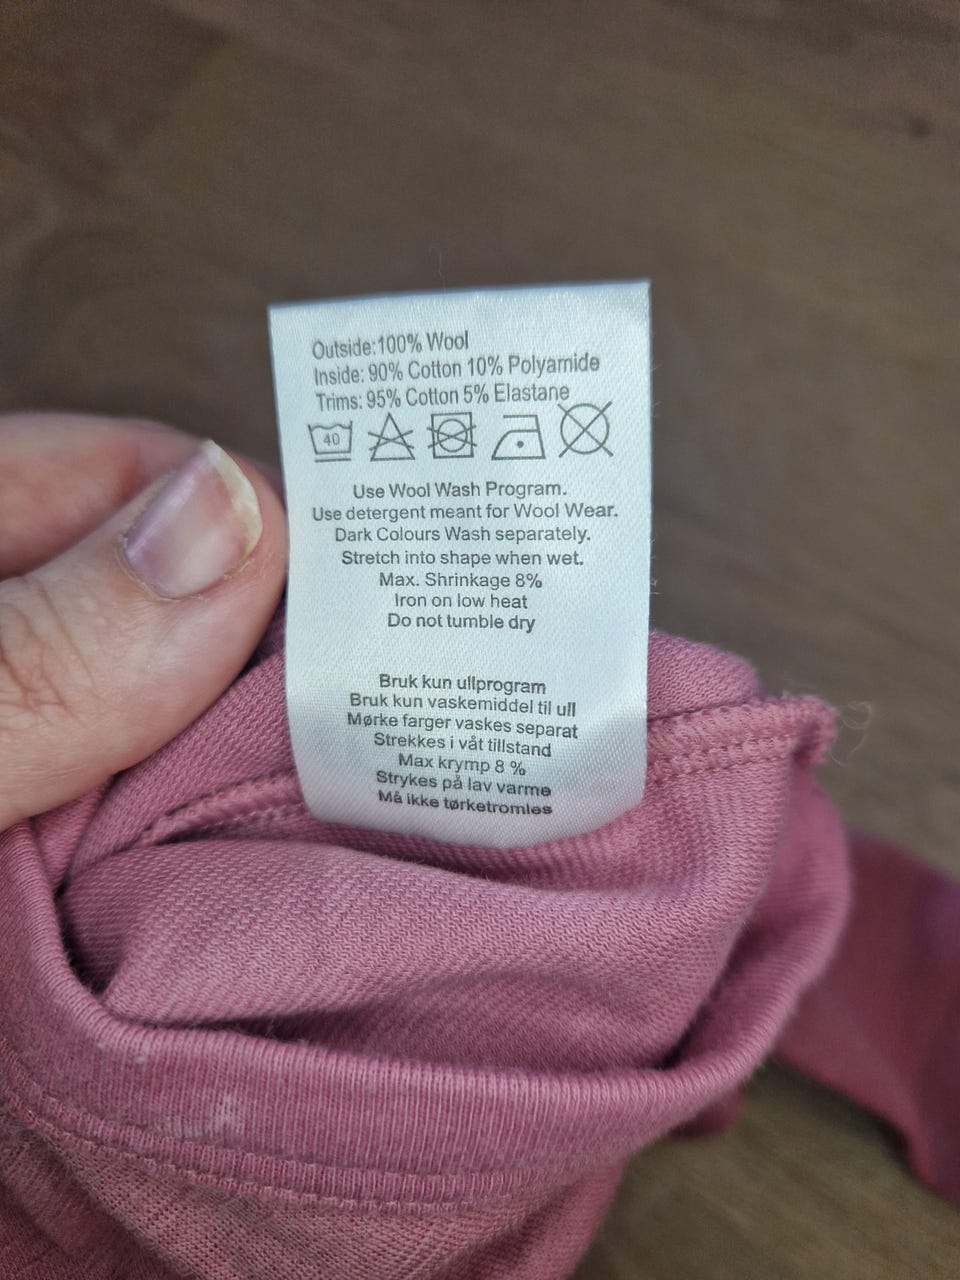 Outside:100% Wool
Inside: 90% Cotton 10% Polyamide
Trims: 95% Cotton 5% Elastane
40
Use Wool Wash Program.
Use detergent meant for Wool Wear.
Dark Colours Wash separately.
Stretch into shape when wet.
Max. Shrinkage 8%
Iron on low heat
Do not tumble dry
Bruk kun ullprogram
Bruk kun vaskemiddel til ull
Mørke farger vaskes separat
Strekkes i våt tillstand
Max krymp 8 %
Strykes på lav varme
Må ikke tørketromles